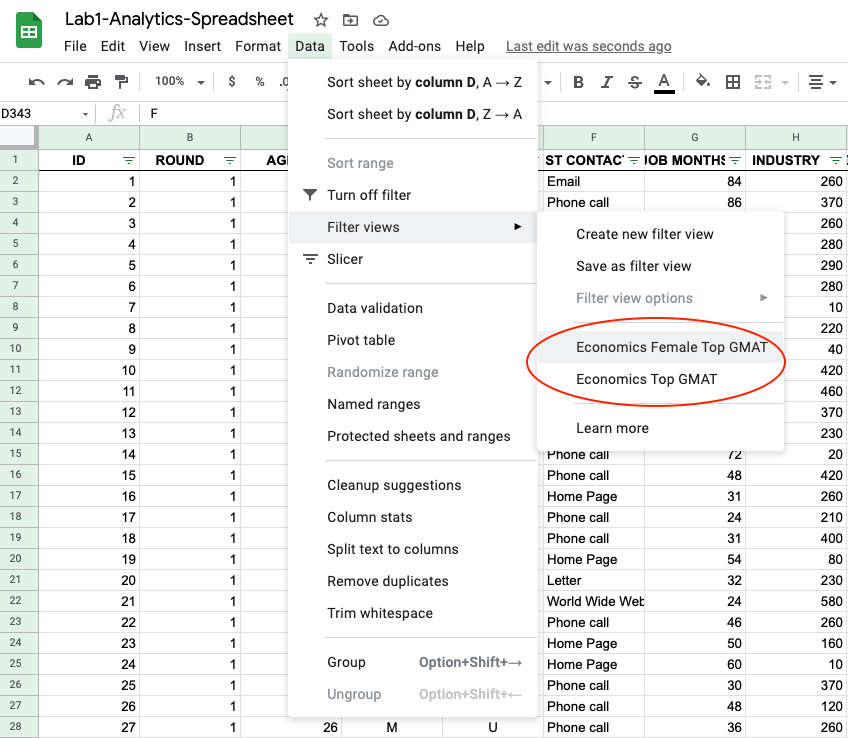 Lab1-Analytics-Spreadsheet
File Edit View Insert Format Data Tools Add-ons Help Last edit was seconds ago
100% $ % .0 B I S A
D343 fx F
A B F G H
1 ID ROUND AG ST CONTAC JOB MONTHS INDUSTRY
2 1 1 Email 84 260
3 2 1 Phone call 86 370
4 3 1 260
5 4 1 280
6 5 1 290
7 6 1 280
8 7 1 10
9 8 1 220
10 9 1 40
11 10 1 420
12 11 1 460
13 12 1 370
14 13 1 230
15 14 1 Phone call 72 20
16 15 1 Phone call 48 420
17 16 1 Home Page 31 260
18 17 1 Phone call 24 210
19 18 1 Phone call 31 400
20 19 1 Home Page 54 80
21 20 1 Letter 32 230
22 21 1 World Wide Web 24 580
23 22 1 Phone call 46 260
24 23 1 Home Page 50 160
25 24 1 Home Page 60 10
26 25 1 Phone call 30 370
27 26 1 Phone call 48 120
28 27 1 26 M U Phone call 36 260
Sort sheet by column D, A → Z
Sort sheet by column D, Z → A
Sort range
Turn off filter
Filter views ►
Slicer
Data validation
Pivot table
Randomize range
Named ranges
Protected sheets and ranges
Cleanup suggestions
Column stats
Split text to columns
Remove duplicates
Trim whitespace
Group Option+Shift+→
Ungroup Option+Shift+←
Create new filter view
Save as filter view
Filter view options ►
Economics Female Top GMAT
Economics Top GMAT
Learn more